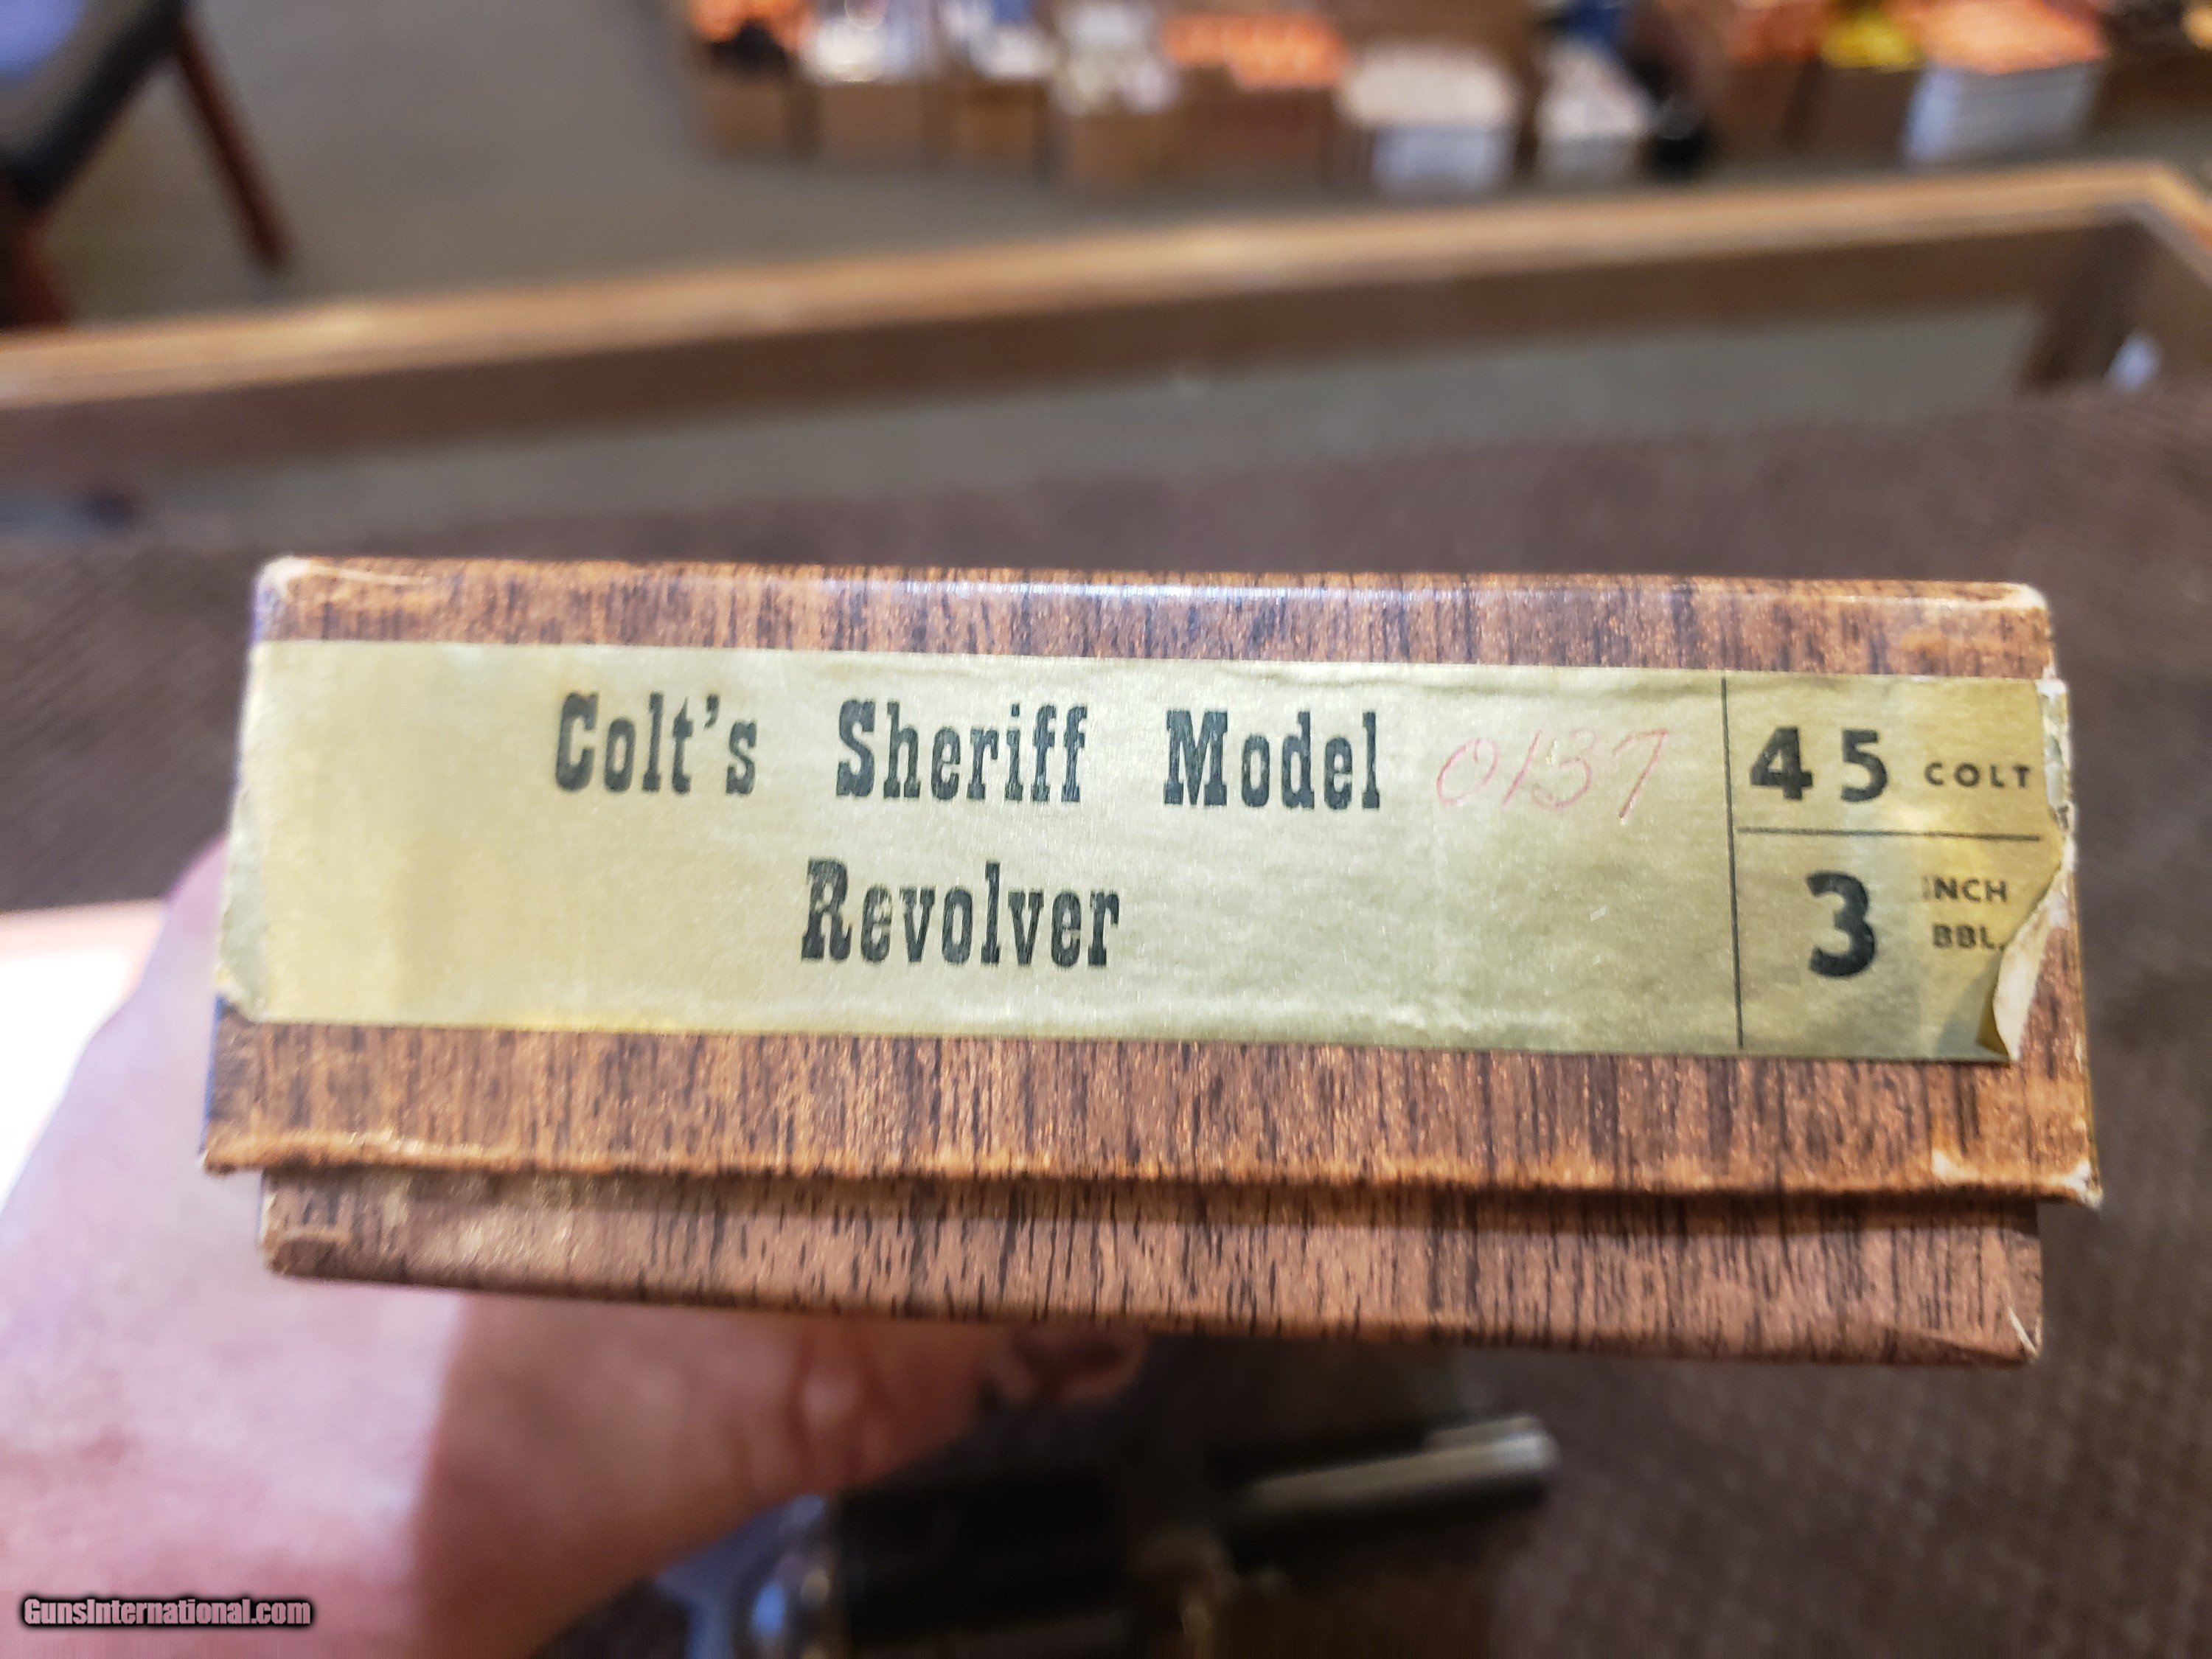 Colt's Sheriff Model 0137
Revolver
45 COLT
3 INCH
BBL.
GunsInternational.com